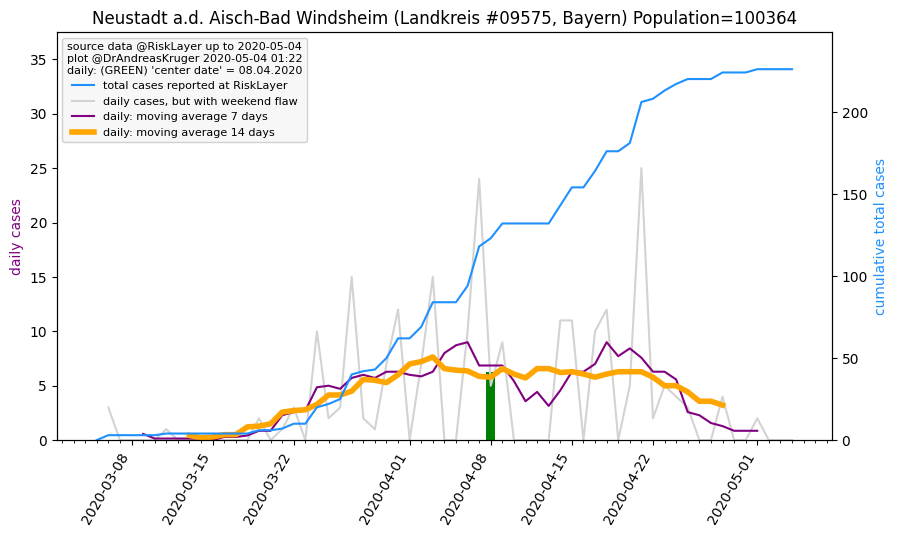 Neustadt a.d. Aisch-Bad Windsheim (Landkreis #09575, Bayern) Population=100364
source data @RiskLayer up to 2020-05-04
plot @DrAndreasKruger 2020-05-04 01:22
daily: (GREEN) 'center date' = 08.04.2020
total cases reported at RiskLayer
daily cases, but with weekend flaw
daily: moving average 7 days
daily: moving average 14 days
daily cases
35
30
25
20
15
10
5
0
cumulative total cases
200
150
100
50
0
2020-03-08
2020-03-15
2020-03-22
2020-04-01
2020-04-08
2020-04-15
2020-04-22
2020-05-01